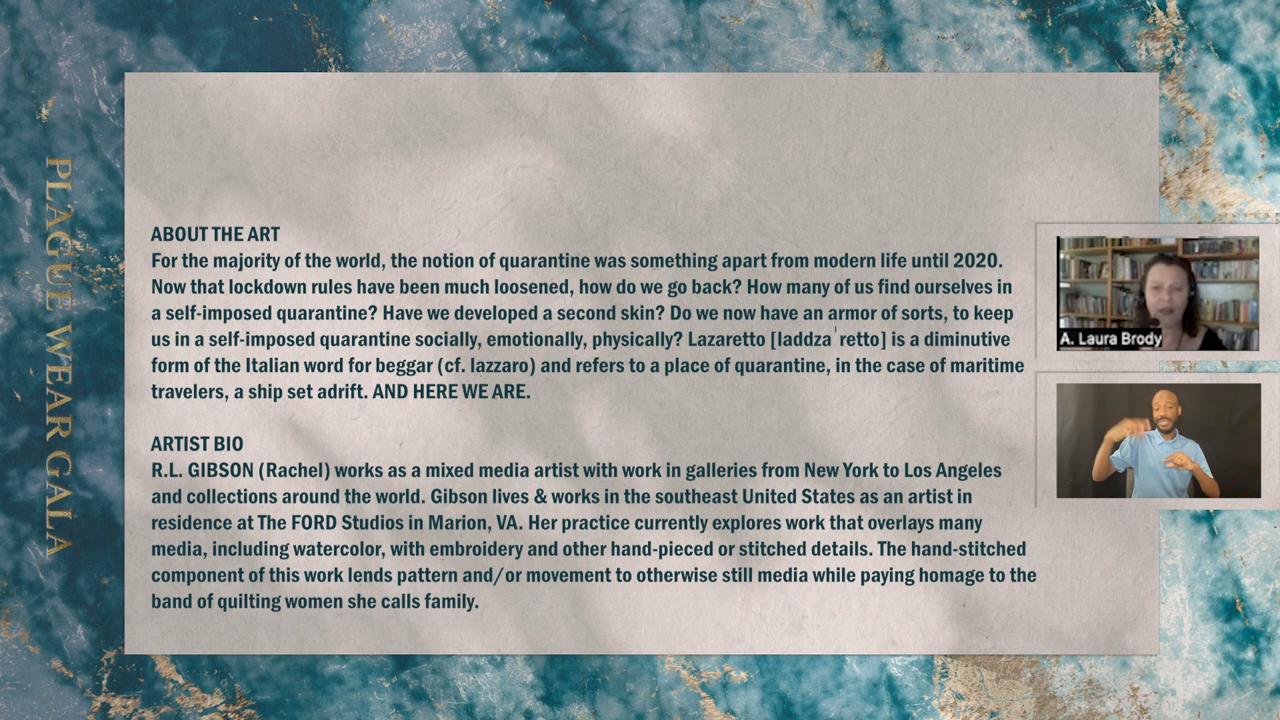 PLAGUE WEAR GALA
ABOUT THE ART
For the majority of the world, the notion of quarantine was something apart from modern life until 2020.
Now that lockdown rules have been much loosened, how do we go back? How many of us find ourselves in
a self-imposed quarantine? Have we developed a second skin? Do we now have an armor of sorts, to keep
us in a self-imposed quarantine socially, emotionally, physically? Lazaretto [laddzaˈretto] is a diminutive
form of the Italian word for beggar (cf. lazzaro) and refers to a place of quarantine, in the case of maritime
travelers, a ship set adrift. AND HERE WE ARE.
ARTIST BIO
R.L. GIBSON (Rachel) works as a mixed media artist with work in galleries from New York to Los Angeles
and collections around the world. Gibson lives & works in the southeast United States as an artist in
residence at The FORD Studios in Marion, VA. Her practice currently explores work that overlays many
media, including watercolor, with embroidery and other hand-pieced or stitched details. The hand-stitched
component of this work lends pattern and/or movement to otherwise still media while paying homage to the
band of quilting women she calls family.
A. Laura Brody